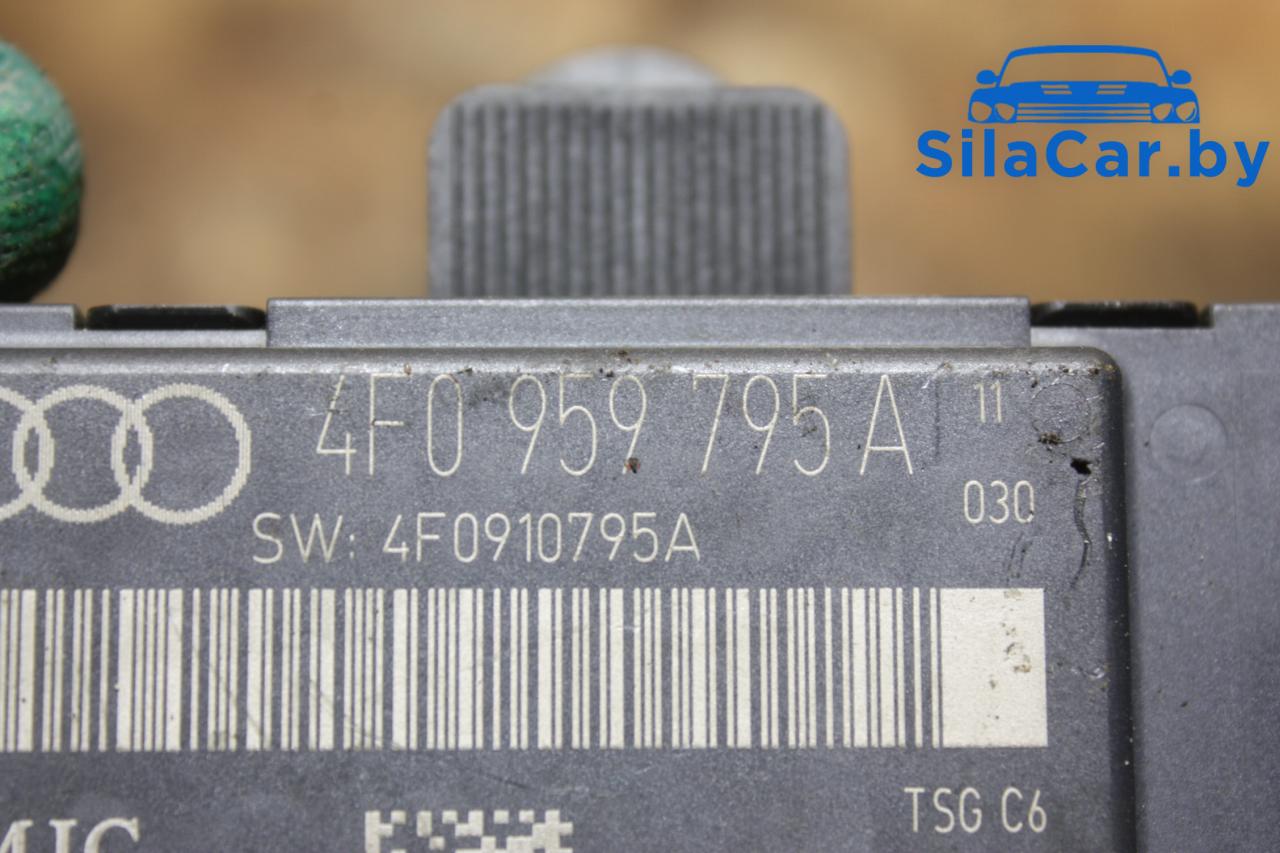 SilaCar.by
4F0 959 795 A 11
030
SW: 4F0910795A
TSG C6